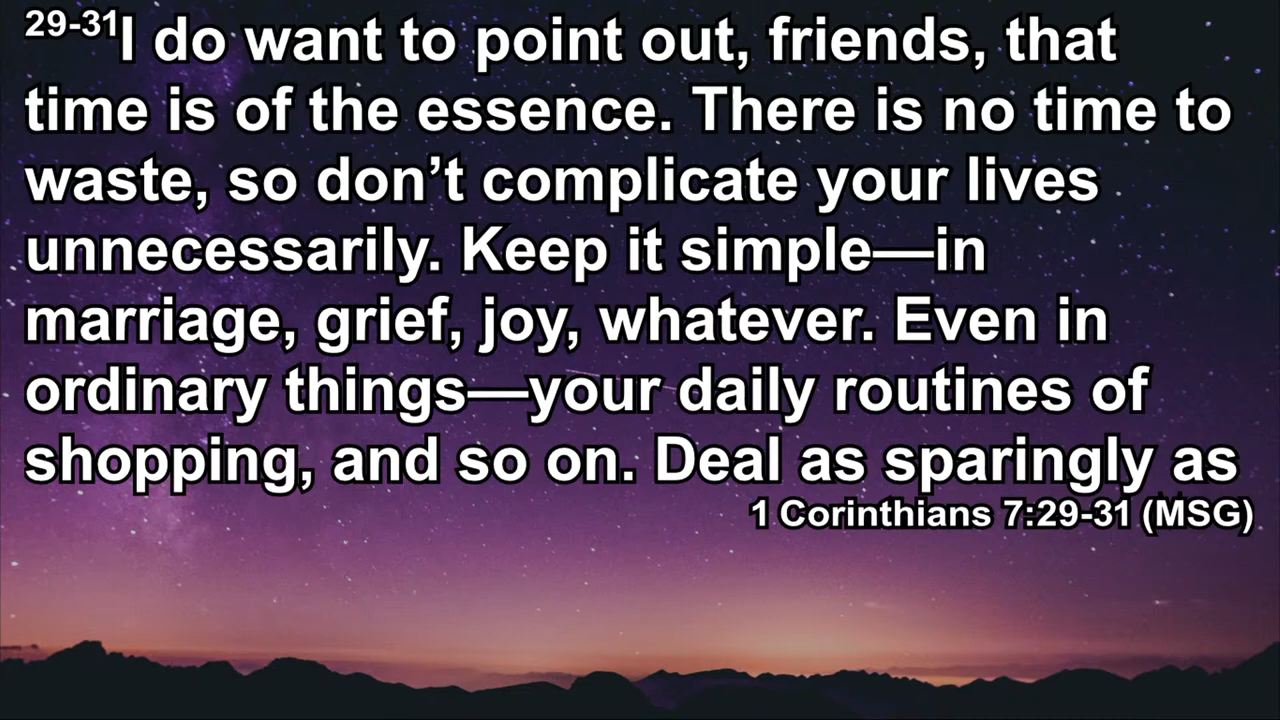 29-31I do want to point out, friends, that
time is of the essence. There is no time to
waste, so don’t complicate your lives
unnecessarily. Keep it simple—in
marriage, grief, joy, whatever. Even in
ordinary things—your daily routines of
shopping, and so on. Deal as sparingly as
1 Corinthians 7:29-31 (MSG)